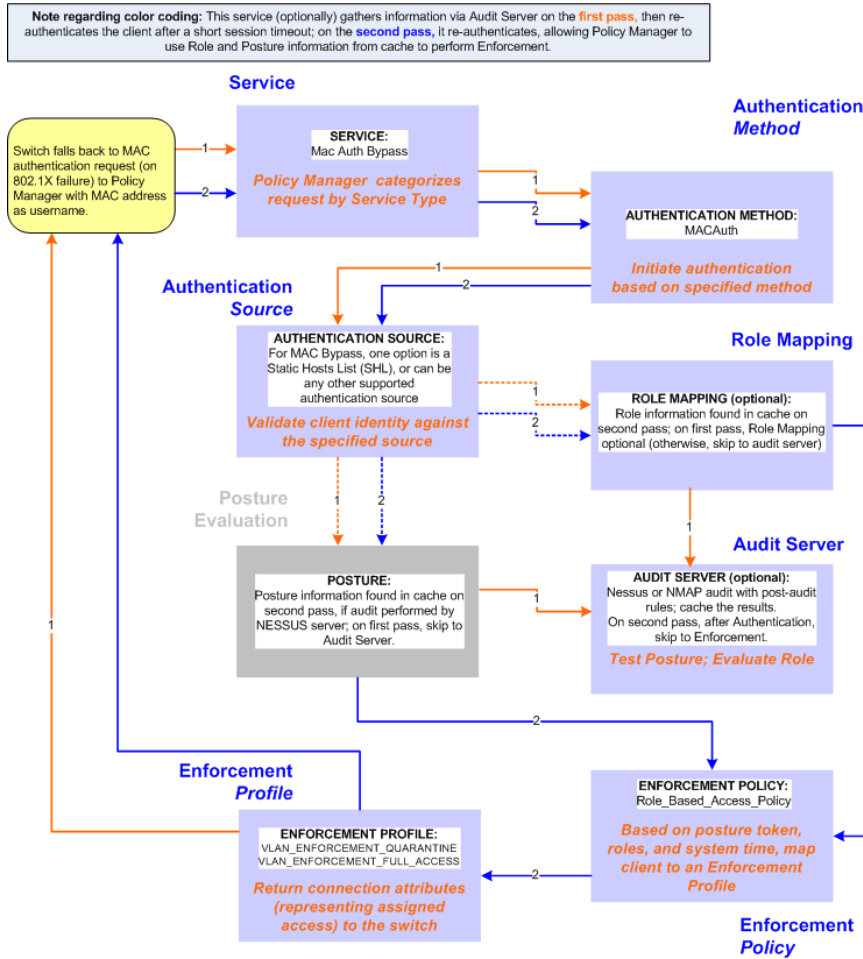 Note regarding color coding: This service (optionally) gathers information via Audit Server on the first pass, then re-
authenticates the client after a short session timeout; on the second pass, it re-authenticates, allowing Policy Manager to
use Role and Posture information from cache to perform Enforcement.
Service
Authentication
Method
Switch falls back to MAC
authentication request (on
802.1X failure) to Policy
Manager with MAC address
as username.
1
2
SERVICE:
Mac Auth Bypass
Policy Manager categorizes
request by Service Type
1
2
AUTHENTICATION METHOD:
MACAuth
Initiate authentication
based on specified method
1
2
Authentication
Source
AUTHENTICATION SOURCE:
For MAC Bypass, one option is a
Static Hosts List (SHL), or can be
any other supported
authentication source
Validate client identity against
the specified source
1
2
Role Mapping
ROLE MAPPING (optional):
Role information found in cache on
second pass; on first pass, Role Mapping
optional (otherwise, skip to audit server)
1
2
Posture
Evaluation
1
Audit Server
POSTURE:
Posture information found in cache on
second pass, if audit performed by
NESSUS server; on first pass, skip to
Audit Server.
1
AUDIT SERVER (optional):
Nessus or NMAP audit with post-audit
rules; cache the results.
On second pass, after Authentication,
skip to Enforcement.
Test Posture; Evaluate Role
1
2
Enforcement
Profile
ENFORCEMENT POLICY:
Role_Based_Access_Policy
Based on posture token,
roles, and system time, map
client to an Enforcement
Profile
2
ENFORCEMENT PROFILE:
VLAN_ENFORCEMENT_QUARANTINE
VLAN_ENFORCEMENT_FULL_ACCESS
Return connection attributes
(representing assigned
access) to the switch
Enforcement
Policy